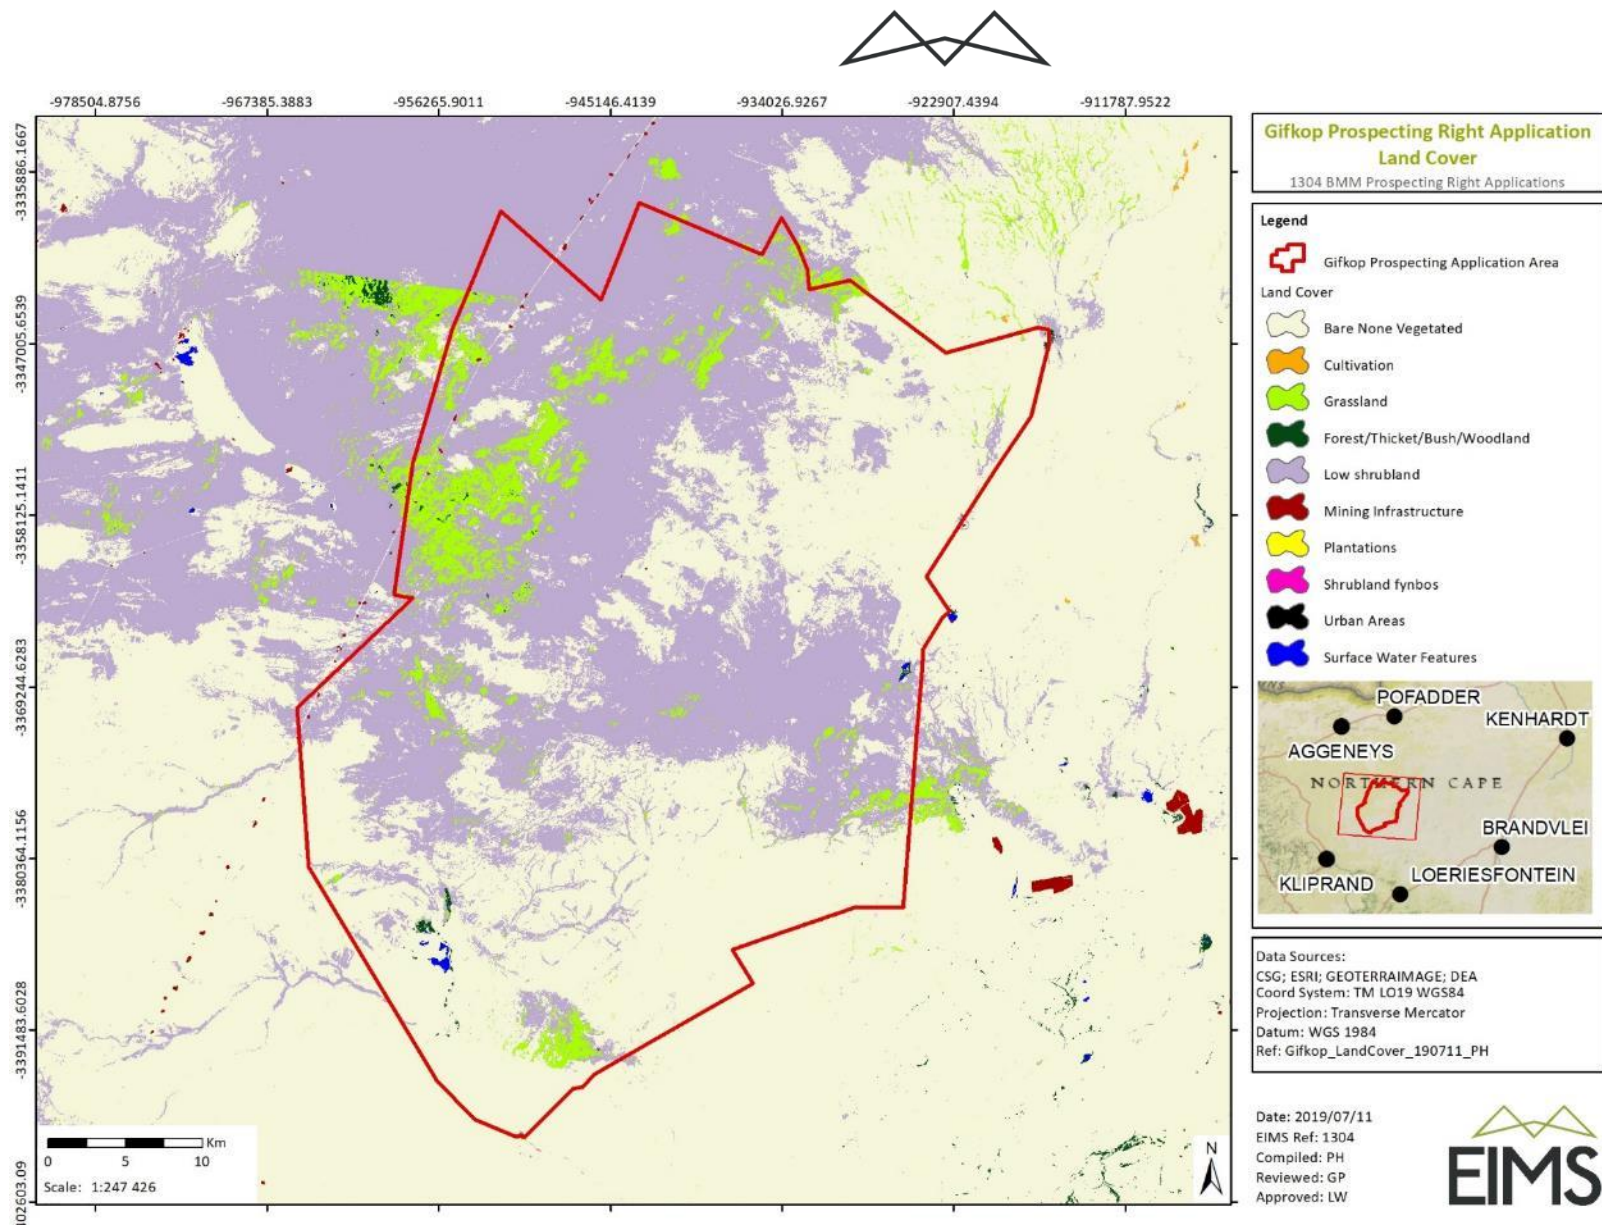 -978504.8756
-967385.3883
-956265.9011
-945146.4139
-934026.9267
-922907.4394
-911787.9522
-3335886.1667
-3347005.6539
-3358125.1411
-3369244.6283
-3380364.1156
-3391483.6028
402603.09
Km
0 5 10
Scale: 1:247 426
N
Gifkop Prospecting Right Application
Land Cover
1304 BMM Prospecting Right Applications
Legend
Gifkop Prospecting Application Area
Land Cover
Bare None Vegetated
Cultivation
Grassland
Forest/Thicket/Bush/Woodland
Low shrubland
Mining Infrastructure
Plantations
Shrubland fynbos
Urban Areas
Surface Water Features
POFADDER
KENHARDT
AGGENEYS
NORTHERN CAPE
BRANDVLEI
KLIPRAND
LOERIESFONTEIN
Data Sources:
CSG; ESRI; GEOTERRAIMAGE; DEA
Coord System: TM LO19 WGS84
Projection: Transverse Mercator
Datum: WGS 1984
Ref: Gifkop_LandCover_190711_PH
Date: 2019/07/11
EIMS Ref: 1304
Compiled: PH
Reviewed: GP
Approved: LW
EIMS